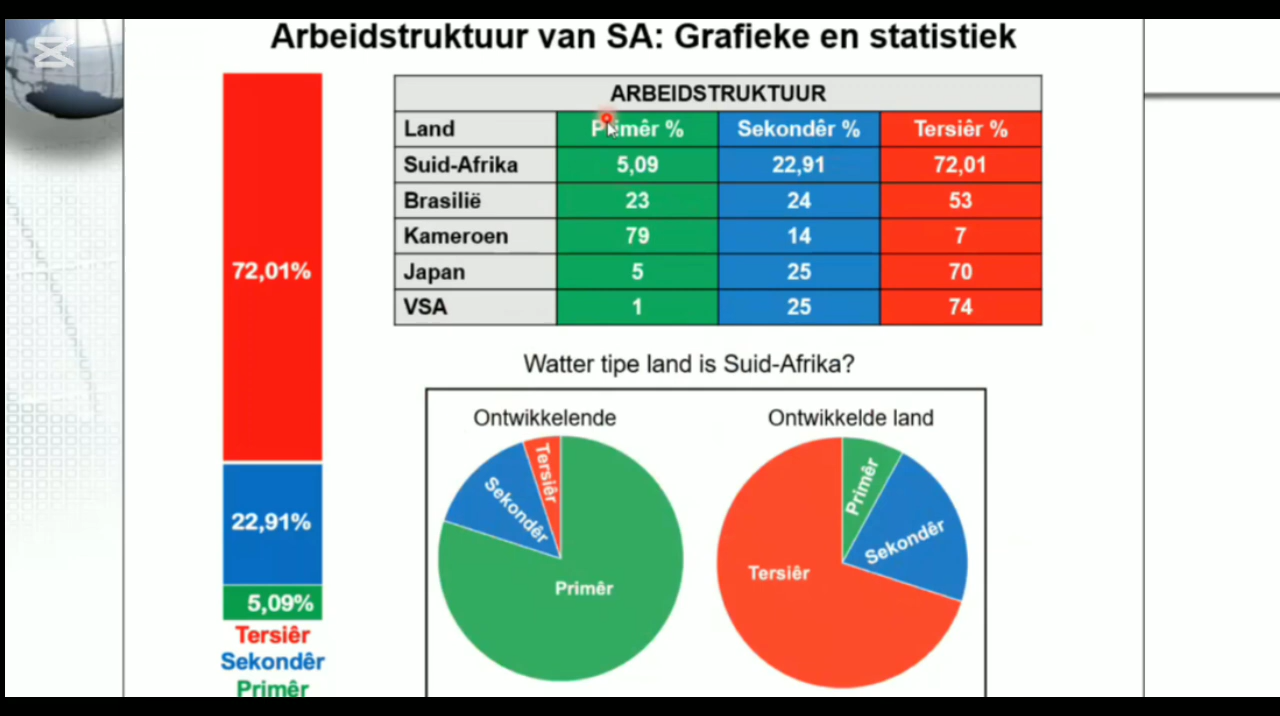 Arbeidstruktuur van SA: Grafieke en statistiek
72,01%
22,91%
5,09%
Tersiêr
Sekondêr
Primêr
ARBEIDSTRUKTUUR
Land Primêr % Sekondêr % Tersiêr %
Suid-Afrika 5,09 22,91 72,01
Brasilië 23 24 53
Kameroen 79 14 7
Japan 5 25 70
VSA 1 25 74
Watter tipe land is Suid-Afrika?
Ontwikkelende
Tersiêr
Sekondêr
Primêr
Ontwikkelde land
Primêr
Sekondêr
Tersiêr